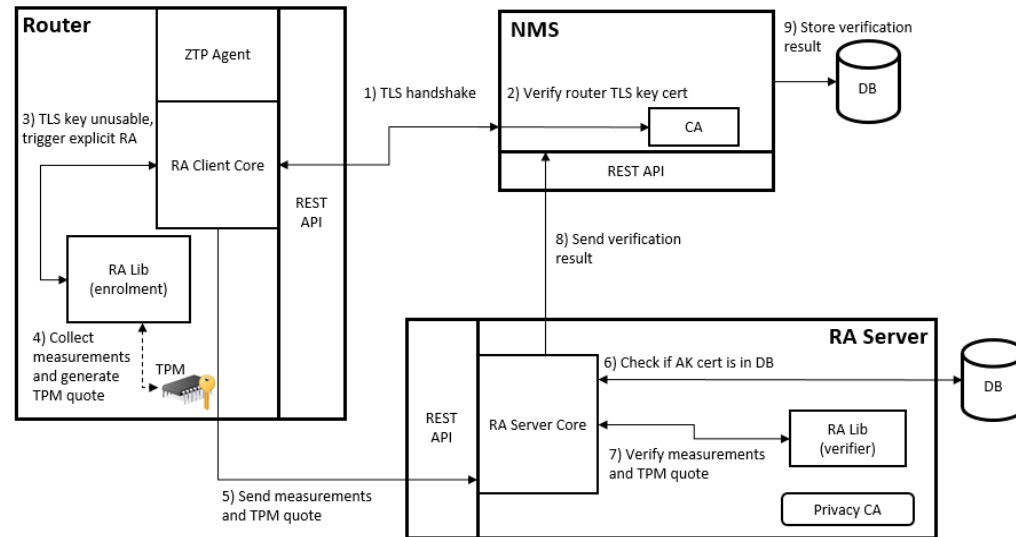 Router
ZTP Agent
3) TLS key unusable,
trigger explicit RA
RA Client Core
REST
API
RA Lib
(enrolment)
4) Collect
measurements
and generate
TPM quote
TPM
1) TLS handshake
NMS
2) Verify router TLS key cert
CA
REST API
9) Store verification
result
DB
8) Send verification
result
RA Server
REST
API
RA Server Core
6) Check if AK cert is in DB
DB
RA Lib
(verifier)
7) Verify measurements
and TPM quote
Privacy CA
5) Send measurements
and TPM quote